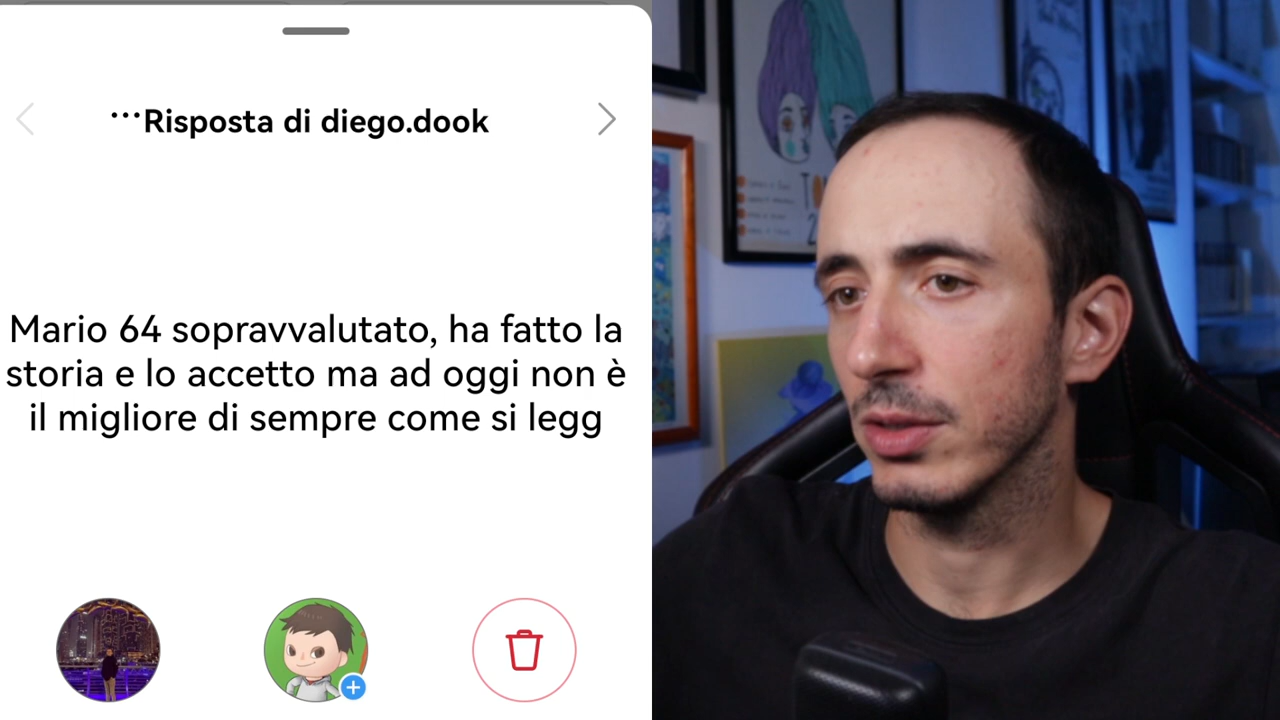 ···Risposta di diego.dook
Mario 64 sopravvalutato, ha fatto la
storia e lo accetto ma ad oggi non è
il migliore di sempre come si legg